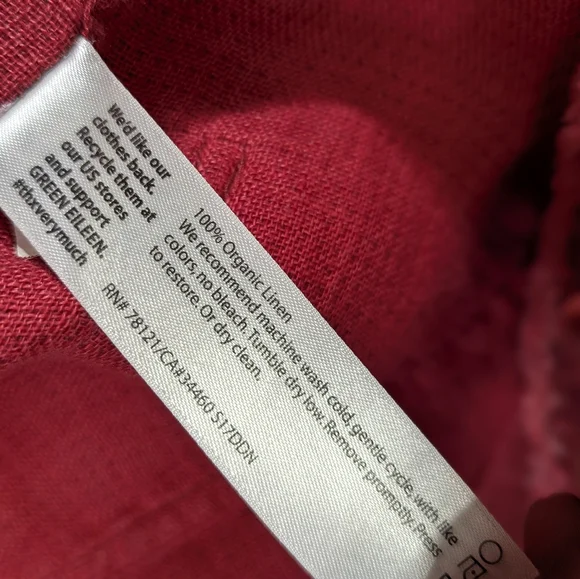 We'd like our
clothes back.
Recycle them at
our US stores
and support
GREEN EILEEN.
#thxverymuch
100% Organic Linen
We recommend machine wash cold, gentle cycle, with like
colors, no bleach. Tumble dry low. Remove promptly. Press
to restore. Or dry clean.
RN# 78121/CA#34460 S17DDN